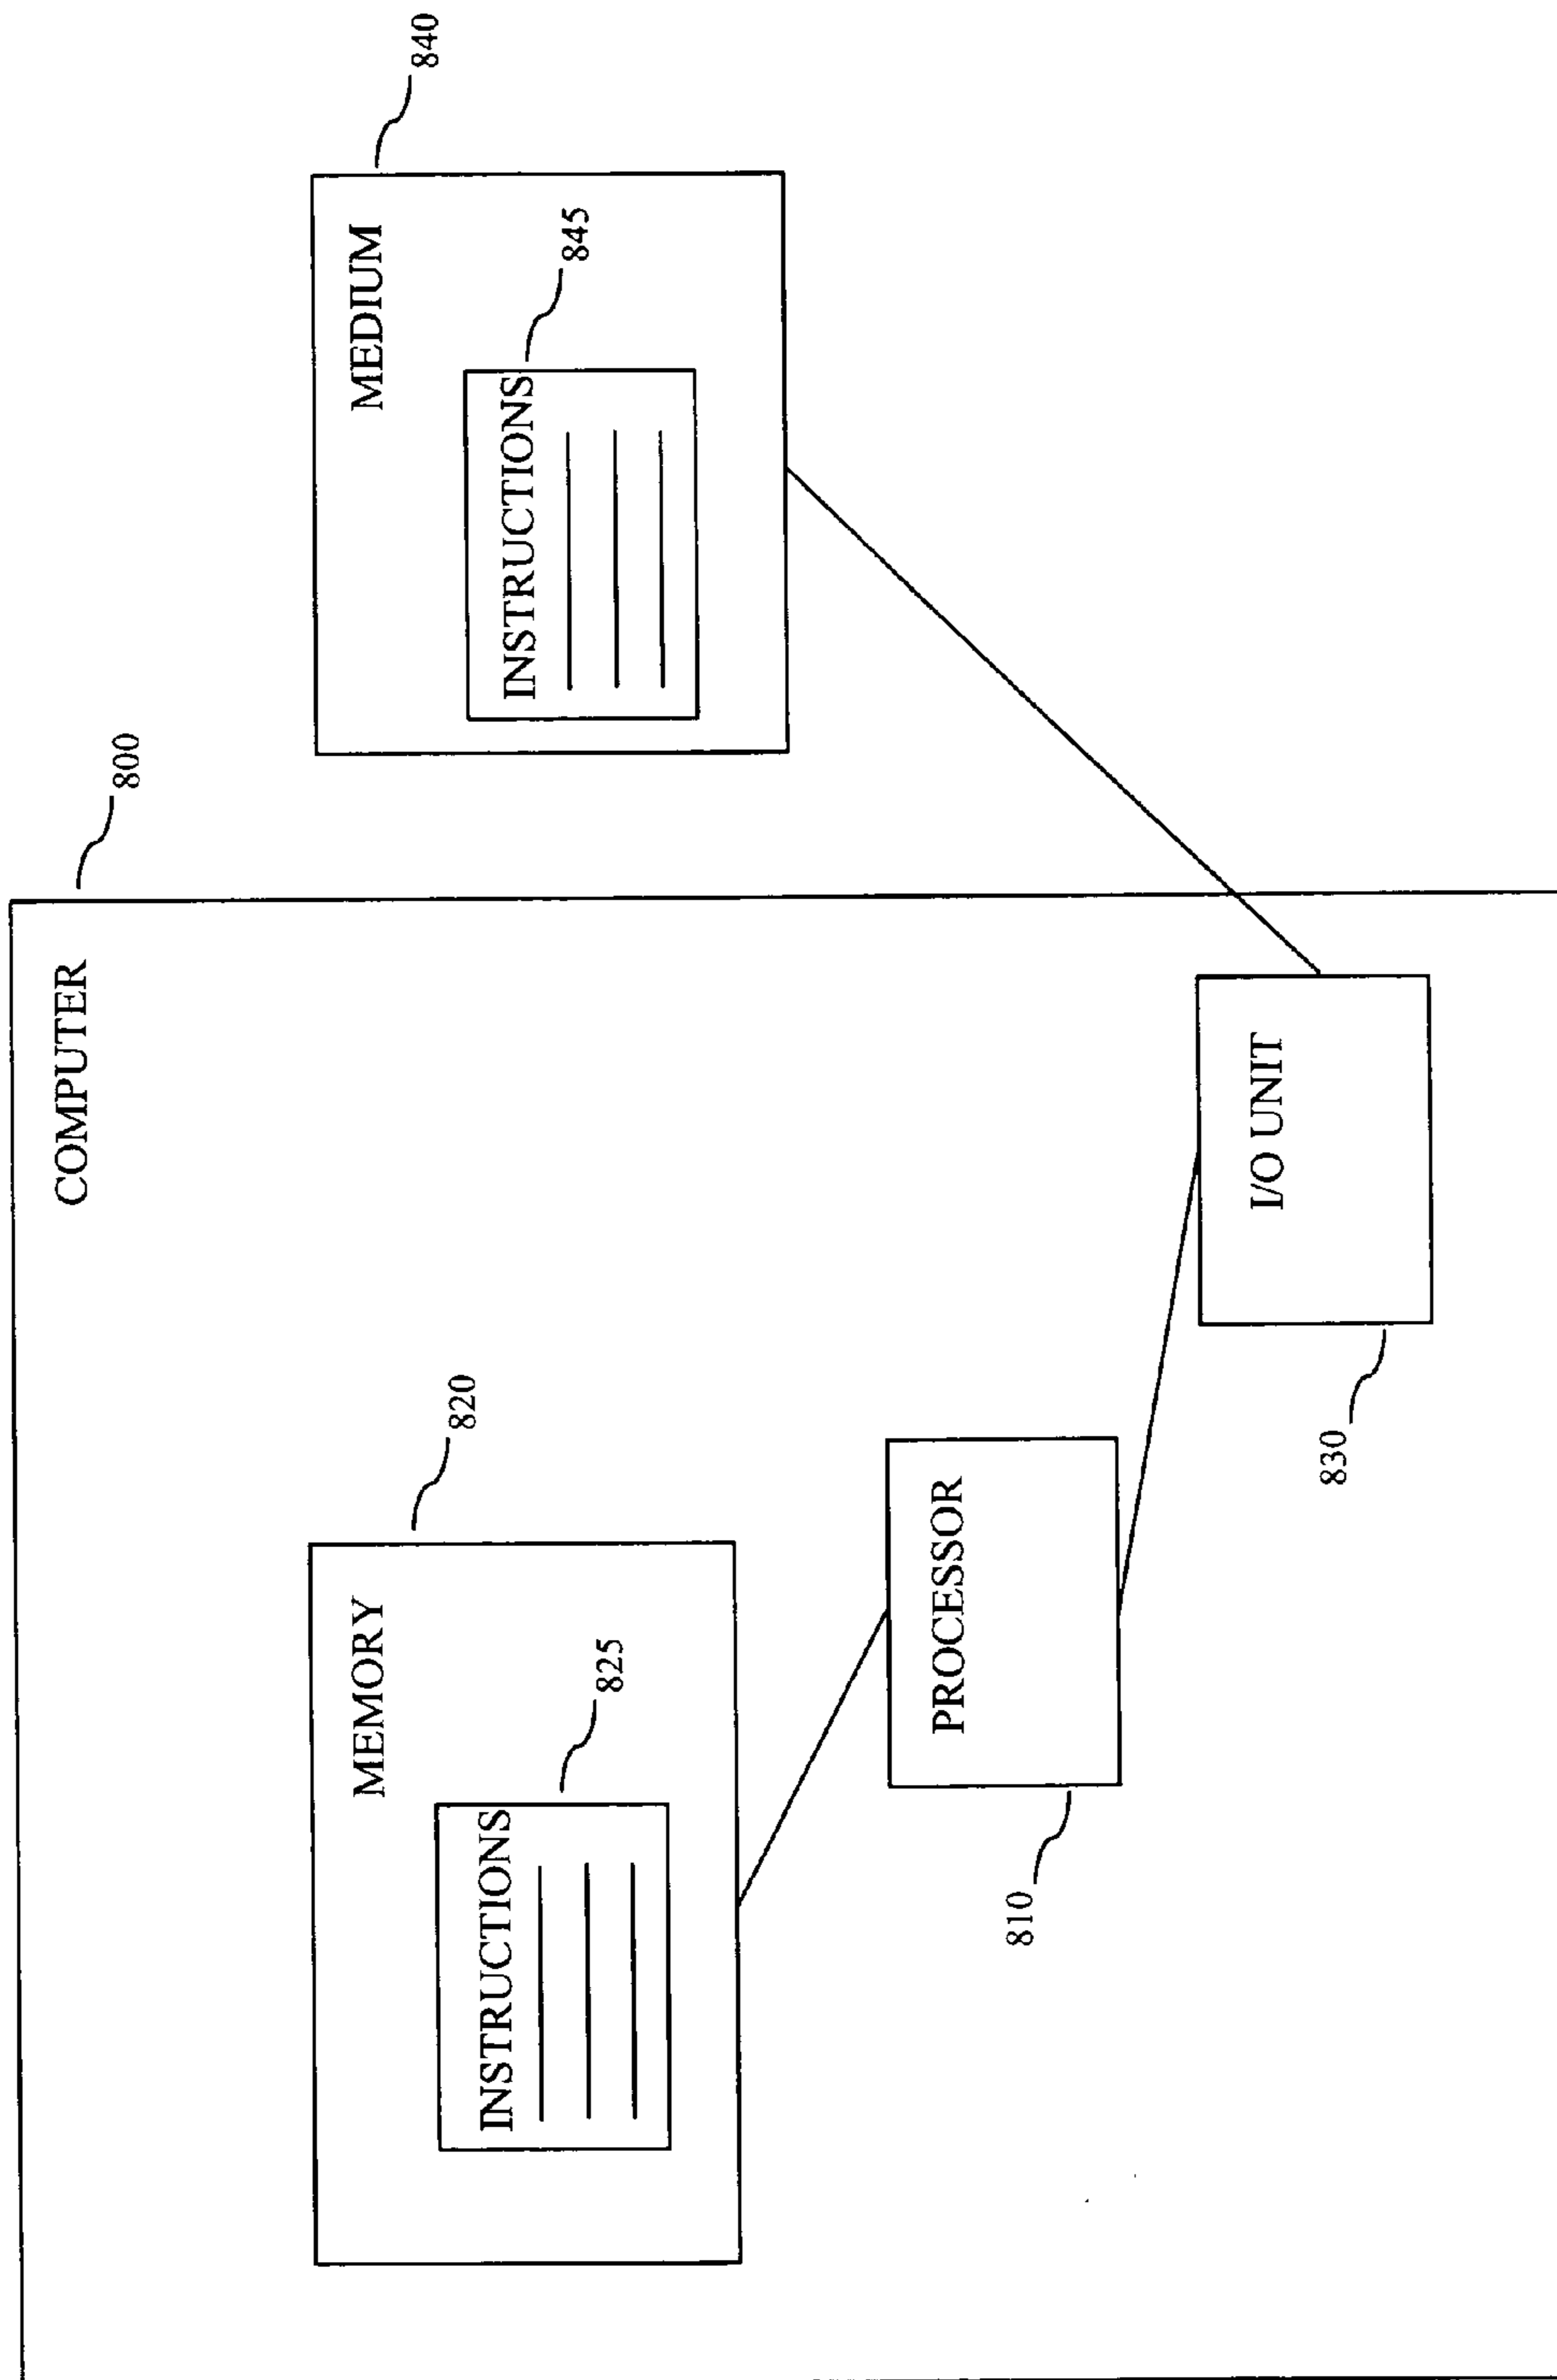 COMPUTER
800
MEMORY
820
INSTRUCTIONS
825
PROCESSOR
810
I/O UNIT
830
MEDIUM
840
INSTRUCTIONS
845